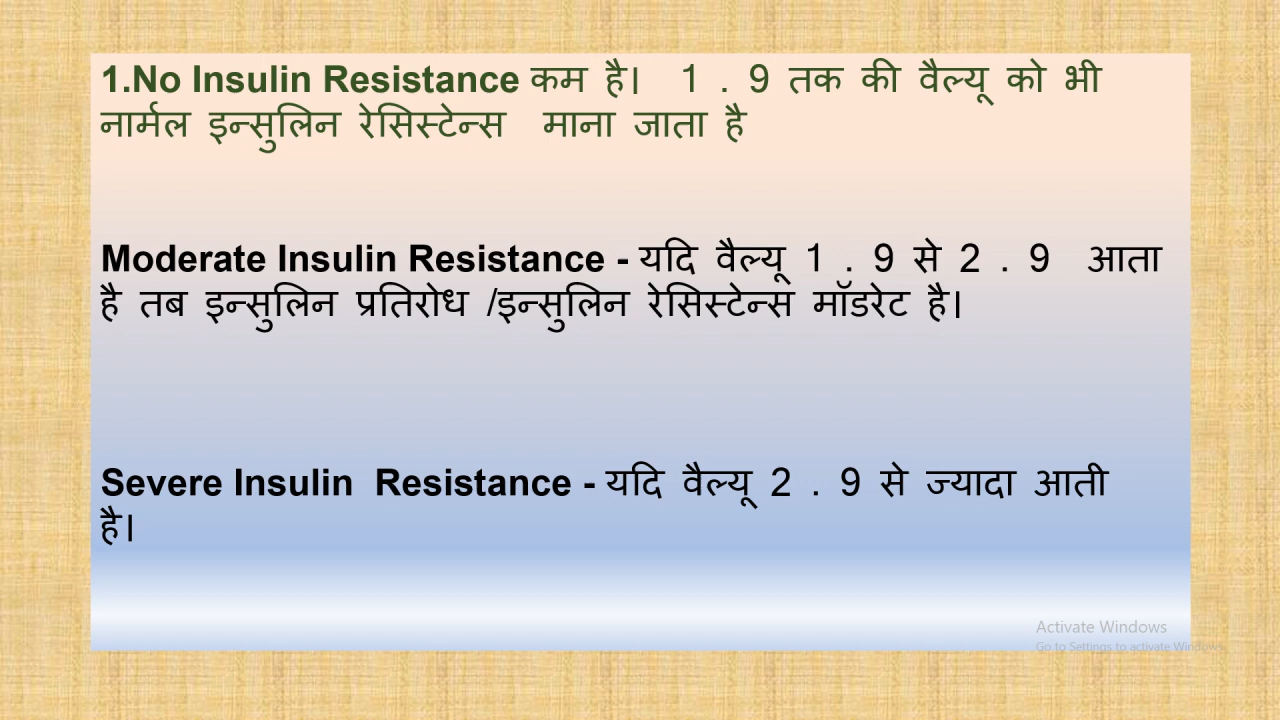 1.No Insulin Resistance कम है। 1 . 9 तक की वैल्यू को भी
नार्मल इन्सुलिन रेसिस्टेन्स माना जाता है
Moderate Insulin Resistance - यदि वैल्यू 1 . 9 से 2 . 9 आता
है तब इन्सुलिन प्रतिरोध /इन्सुलिन रेसिस्टेन्स मॉडरेट है।
Severe Insulin Resistance - यदि वैल्यू 2 . 9 से ज्यादा आती
है।
Activate Windows
Go to Settings to activate Windows.